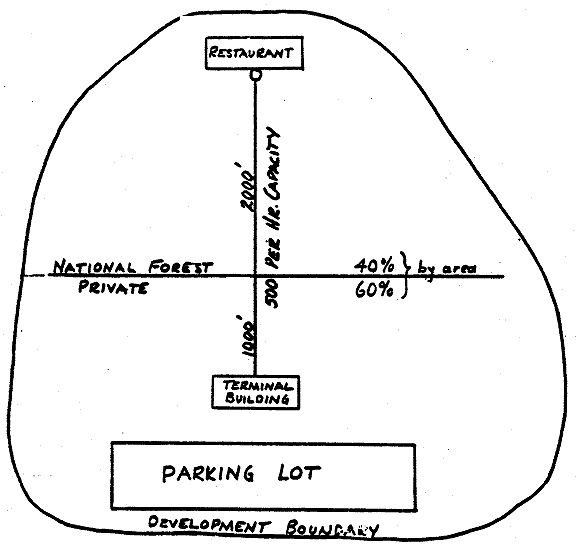 RESTAURANT
2000'
500 PER HR. CAPACITY
NATIONAL FOREST
40%
by area
PRIVATE
60%
1000'
TERMINAL
BUILDING
PARKING LOT
DEVELOPMENT BOUNDARY